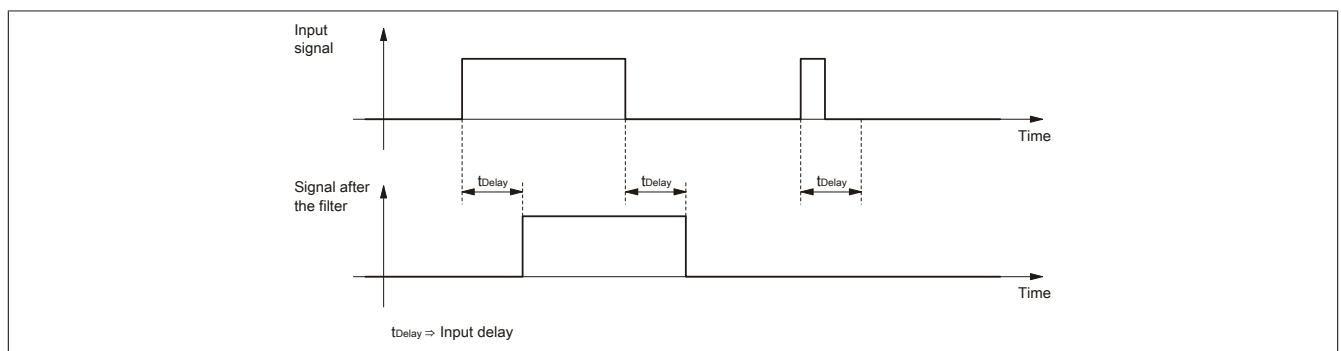 Input
signal
Time
Signal after
the filter
tDelay
tDelay
tDelay
Time
tDelay ⇒ Input delay